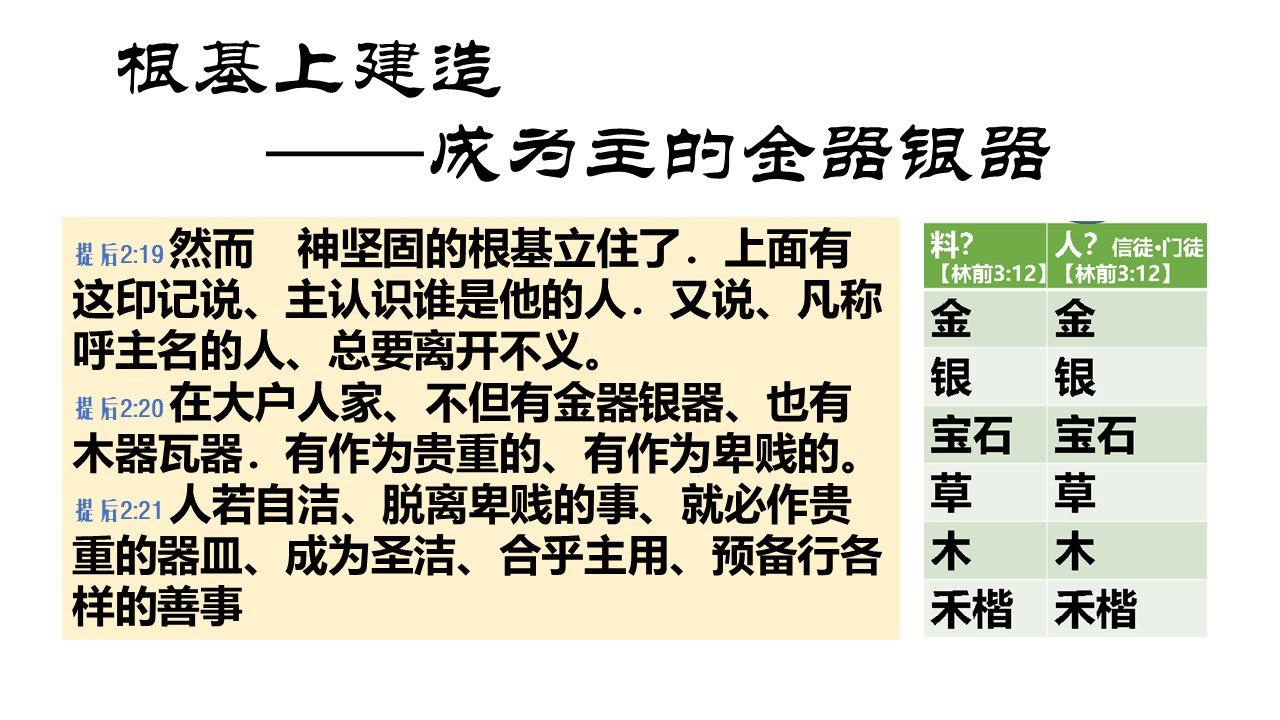 根基上建造
——成为主的金器银器
提后2:19 然而　神坚固的根基立住了．上面有
这印记说、主认识谁是他的人．又说、凡称
呼主名的人、总要离开不义。
提后2:20 在大户人家、不但有金器银器、也有
木器瓦器．有作为贵重的、有作为卑贱的。
提后2:21 人若自洁、脱离卑贱的事、就必作贵
重的器皿、成为圣洁、合乎主用、预备行各
样的善事
料? 人? 信徒·门徒
【林前3:12】 【林前3:12】
金 金
银 银
宝石 宝石
草 草
木 木
禾楷 禾楷